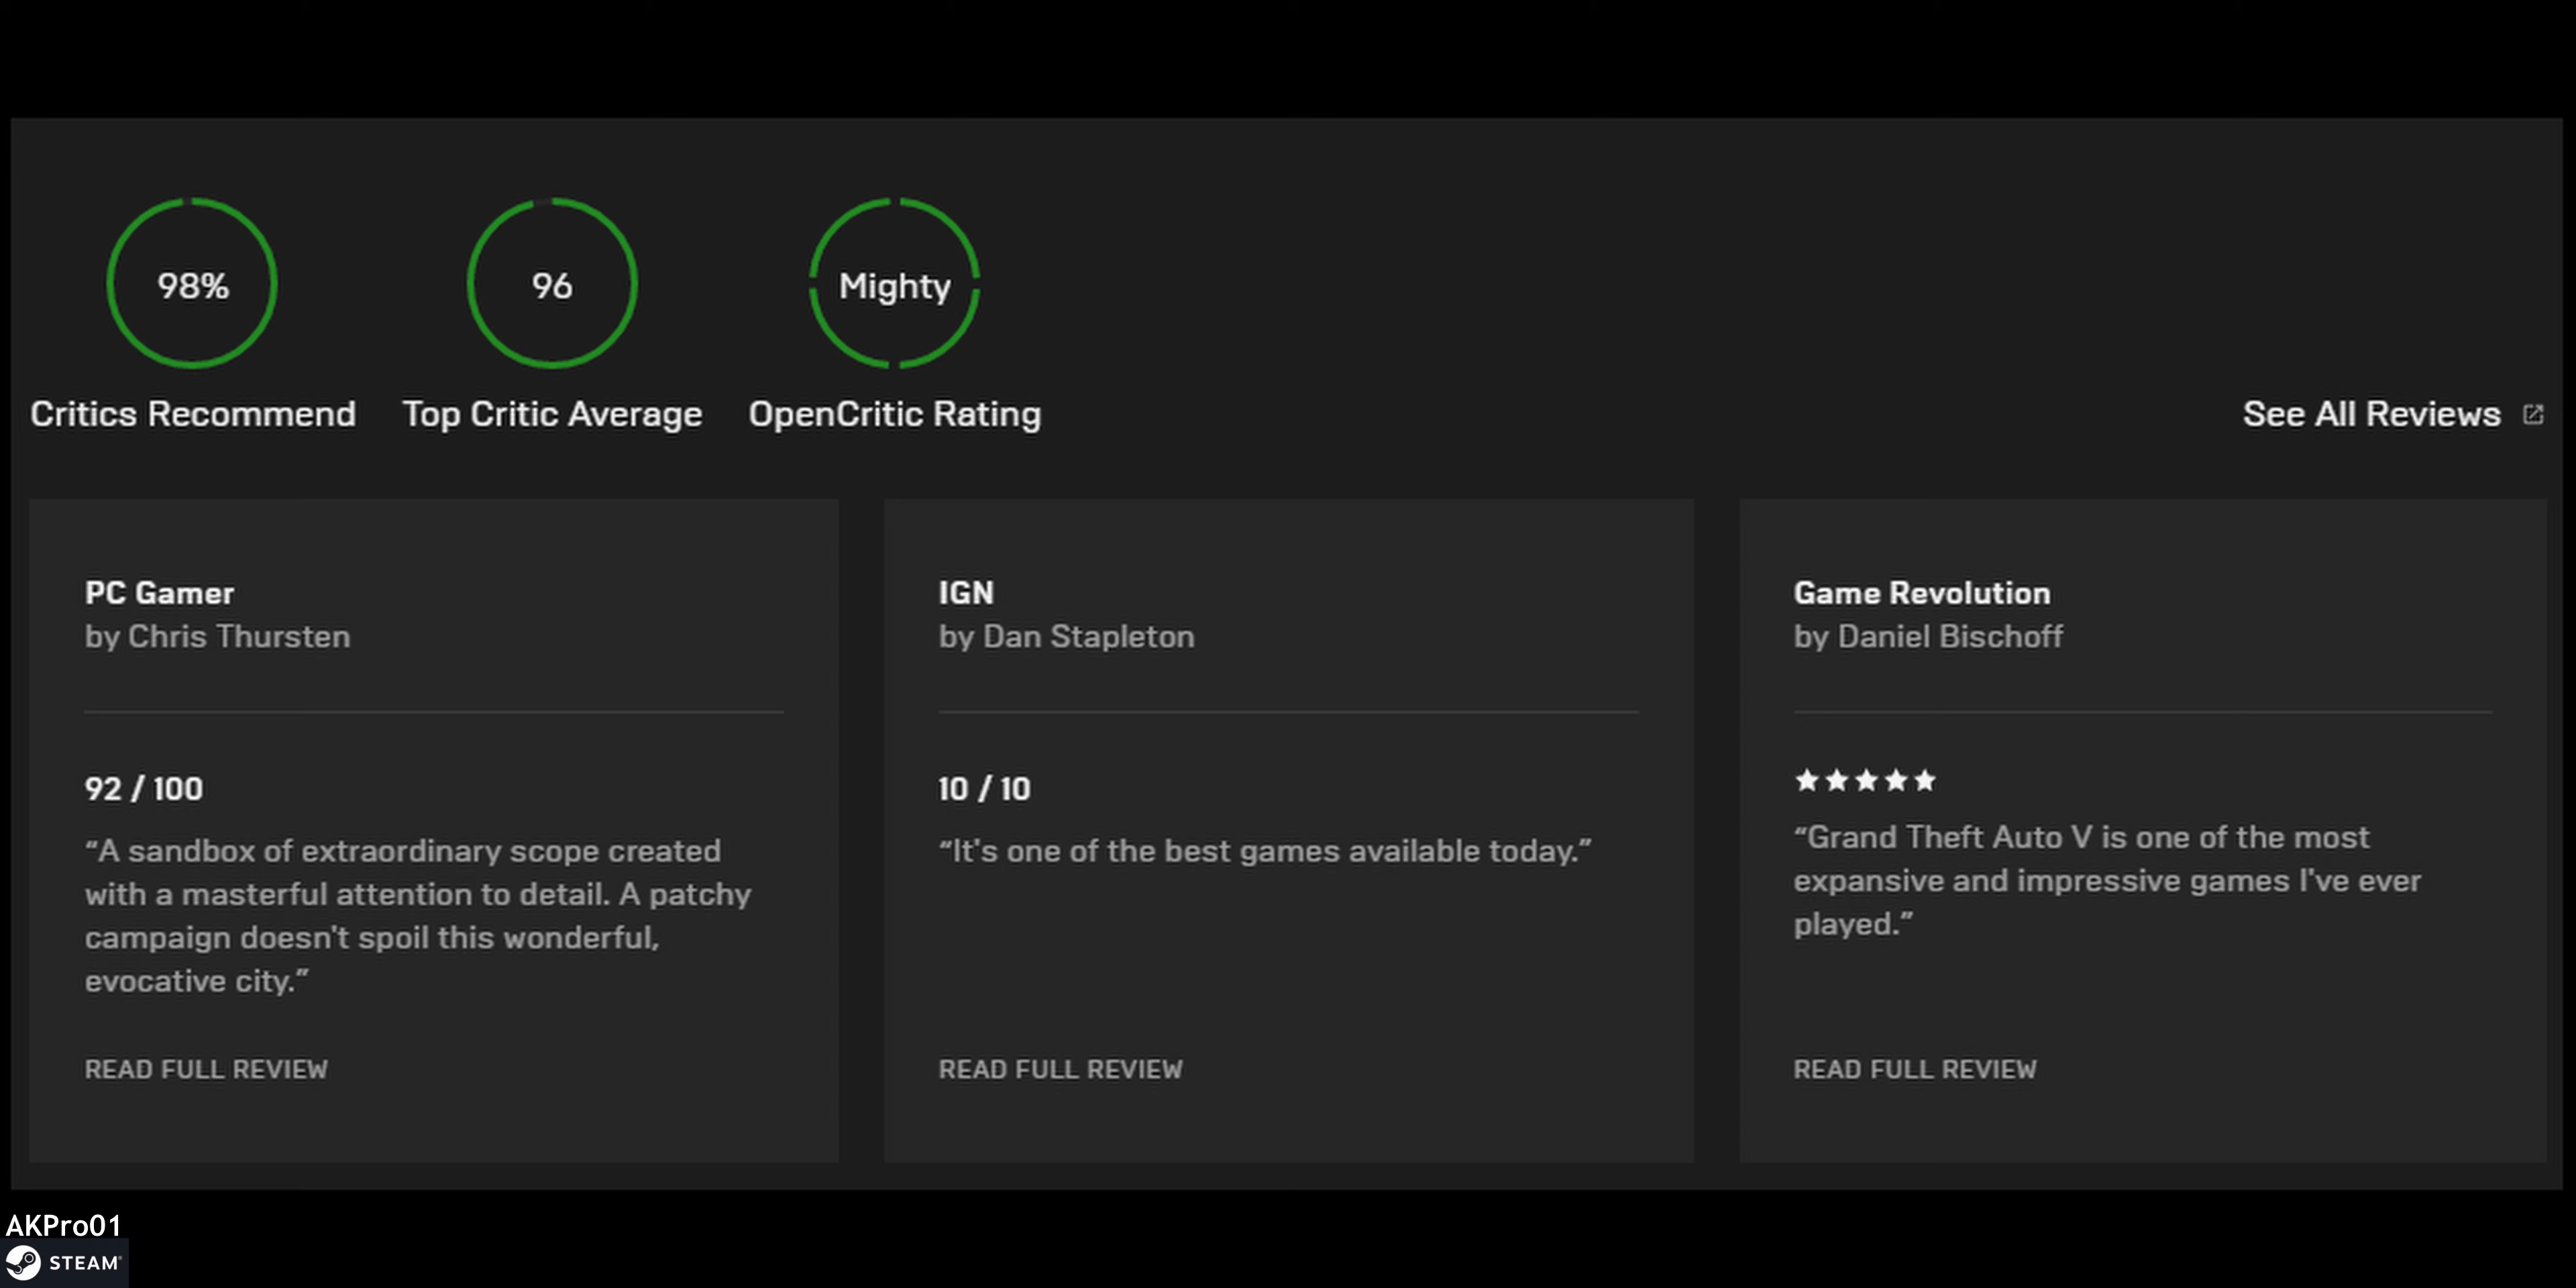 98%
96
Mighty
Critics Recommend
Top Critic Average
OpenCritic Rating
See All Reviews
PC Gamer
by Chris Thursten
92 / 100
“A sandbox of extraordinary scope created
with a masterful attention to detail. A patchy
campaign doesn't spoil this wonderful,
evocative city.”
READ FULL REVIEW
IGN
by Dan Stapleton
10 / 10
“It's one of the best games available today.”
READ FULL REVIEW
Game Revolution
by Daniel Bischoff
★★★★★
“Grand Theft Auto V is one of the most
expansive and impressive games I've ever
played.”
READ FULL REVIEW
AKPro01
STEAM